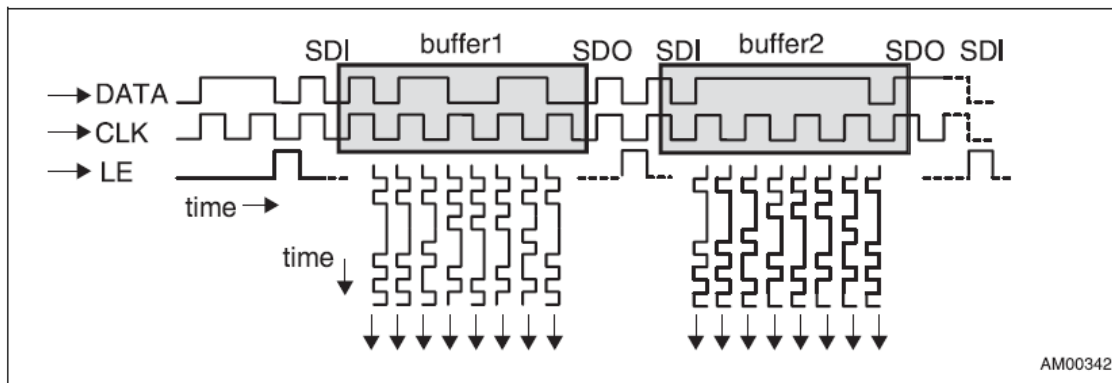 SDI buffer1 SDO SDI buffer2 SDO SDI
DATA
CLK
LE
time
time
AM00342